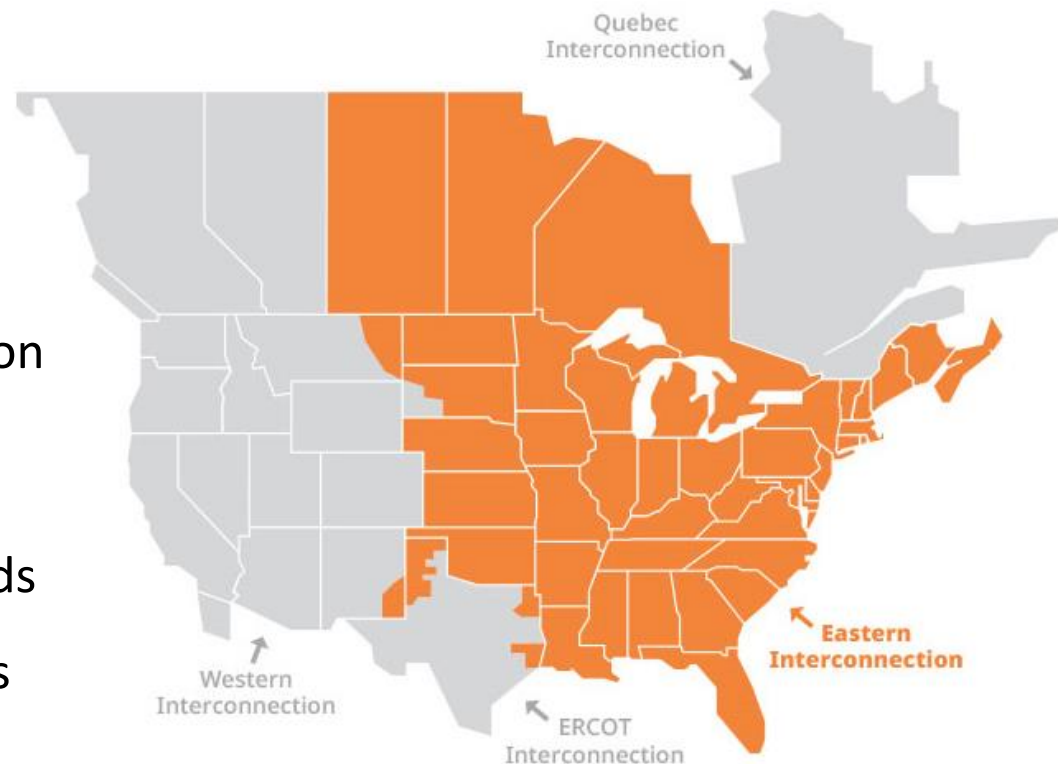 Quebec
Interconnection
on
ds
s
Western
Interconnection
ERCOT
Interconnection
Eastern
Interconnection